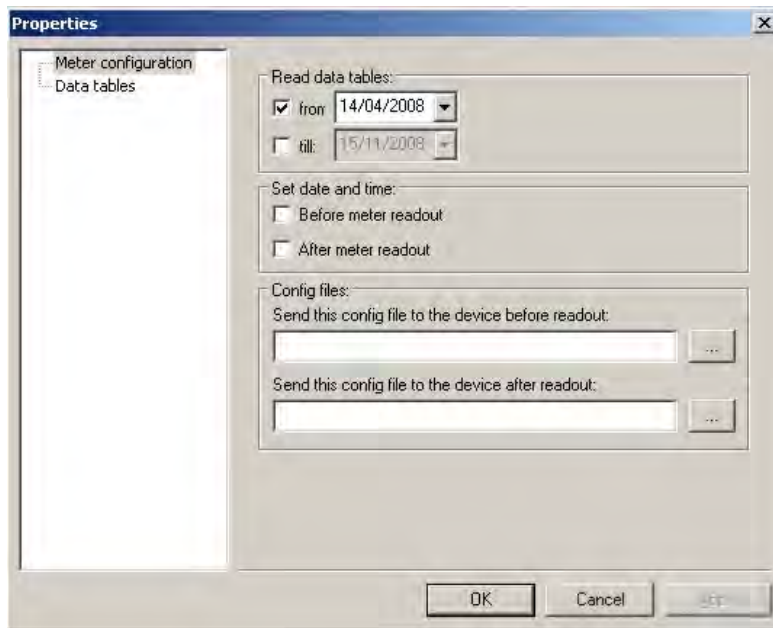 Properties
Meter configuration
Data tables
Read data tables:
fron 14/04/2008
till: 15/11/2008
Set date and time:
Before meter readout
After meter readout
Config files:
Send this config file to the device before readout:
...
Send this config file to the device after readout:
...
OK Cancel